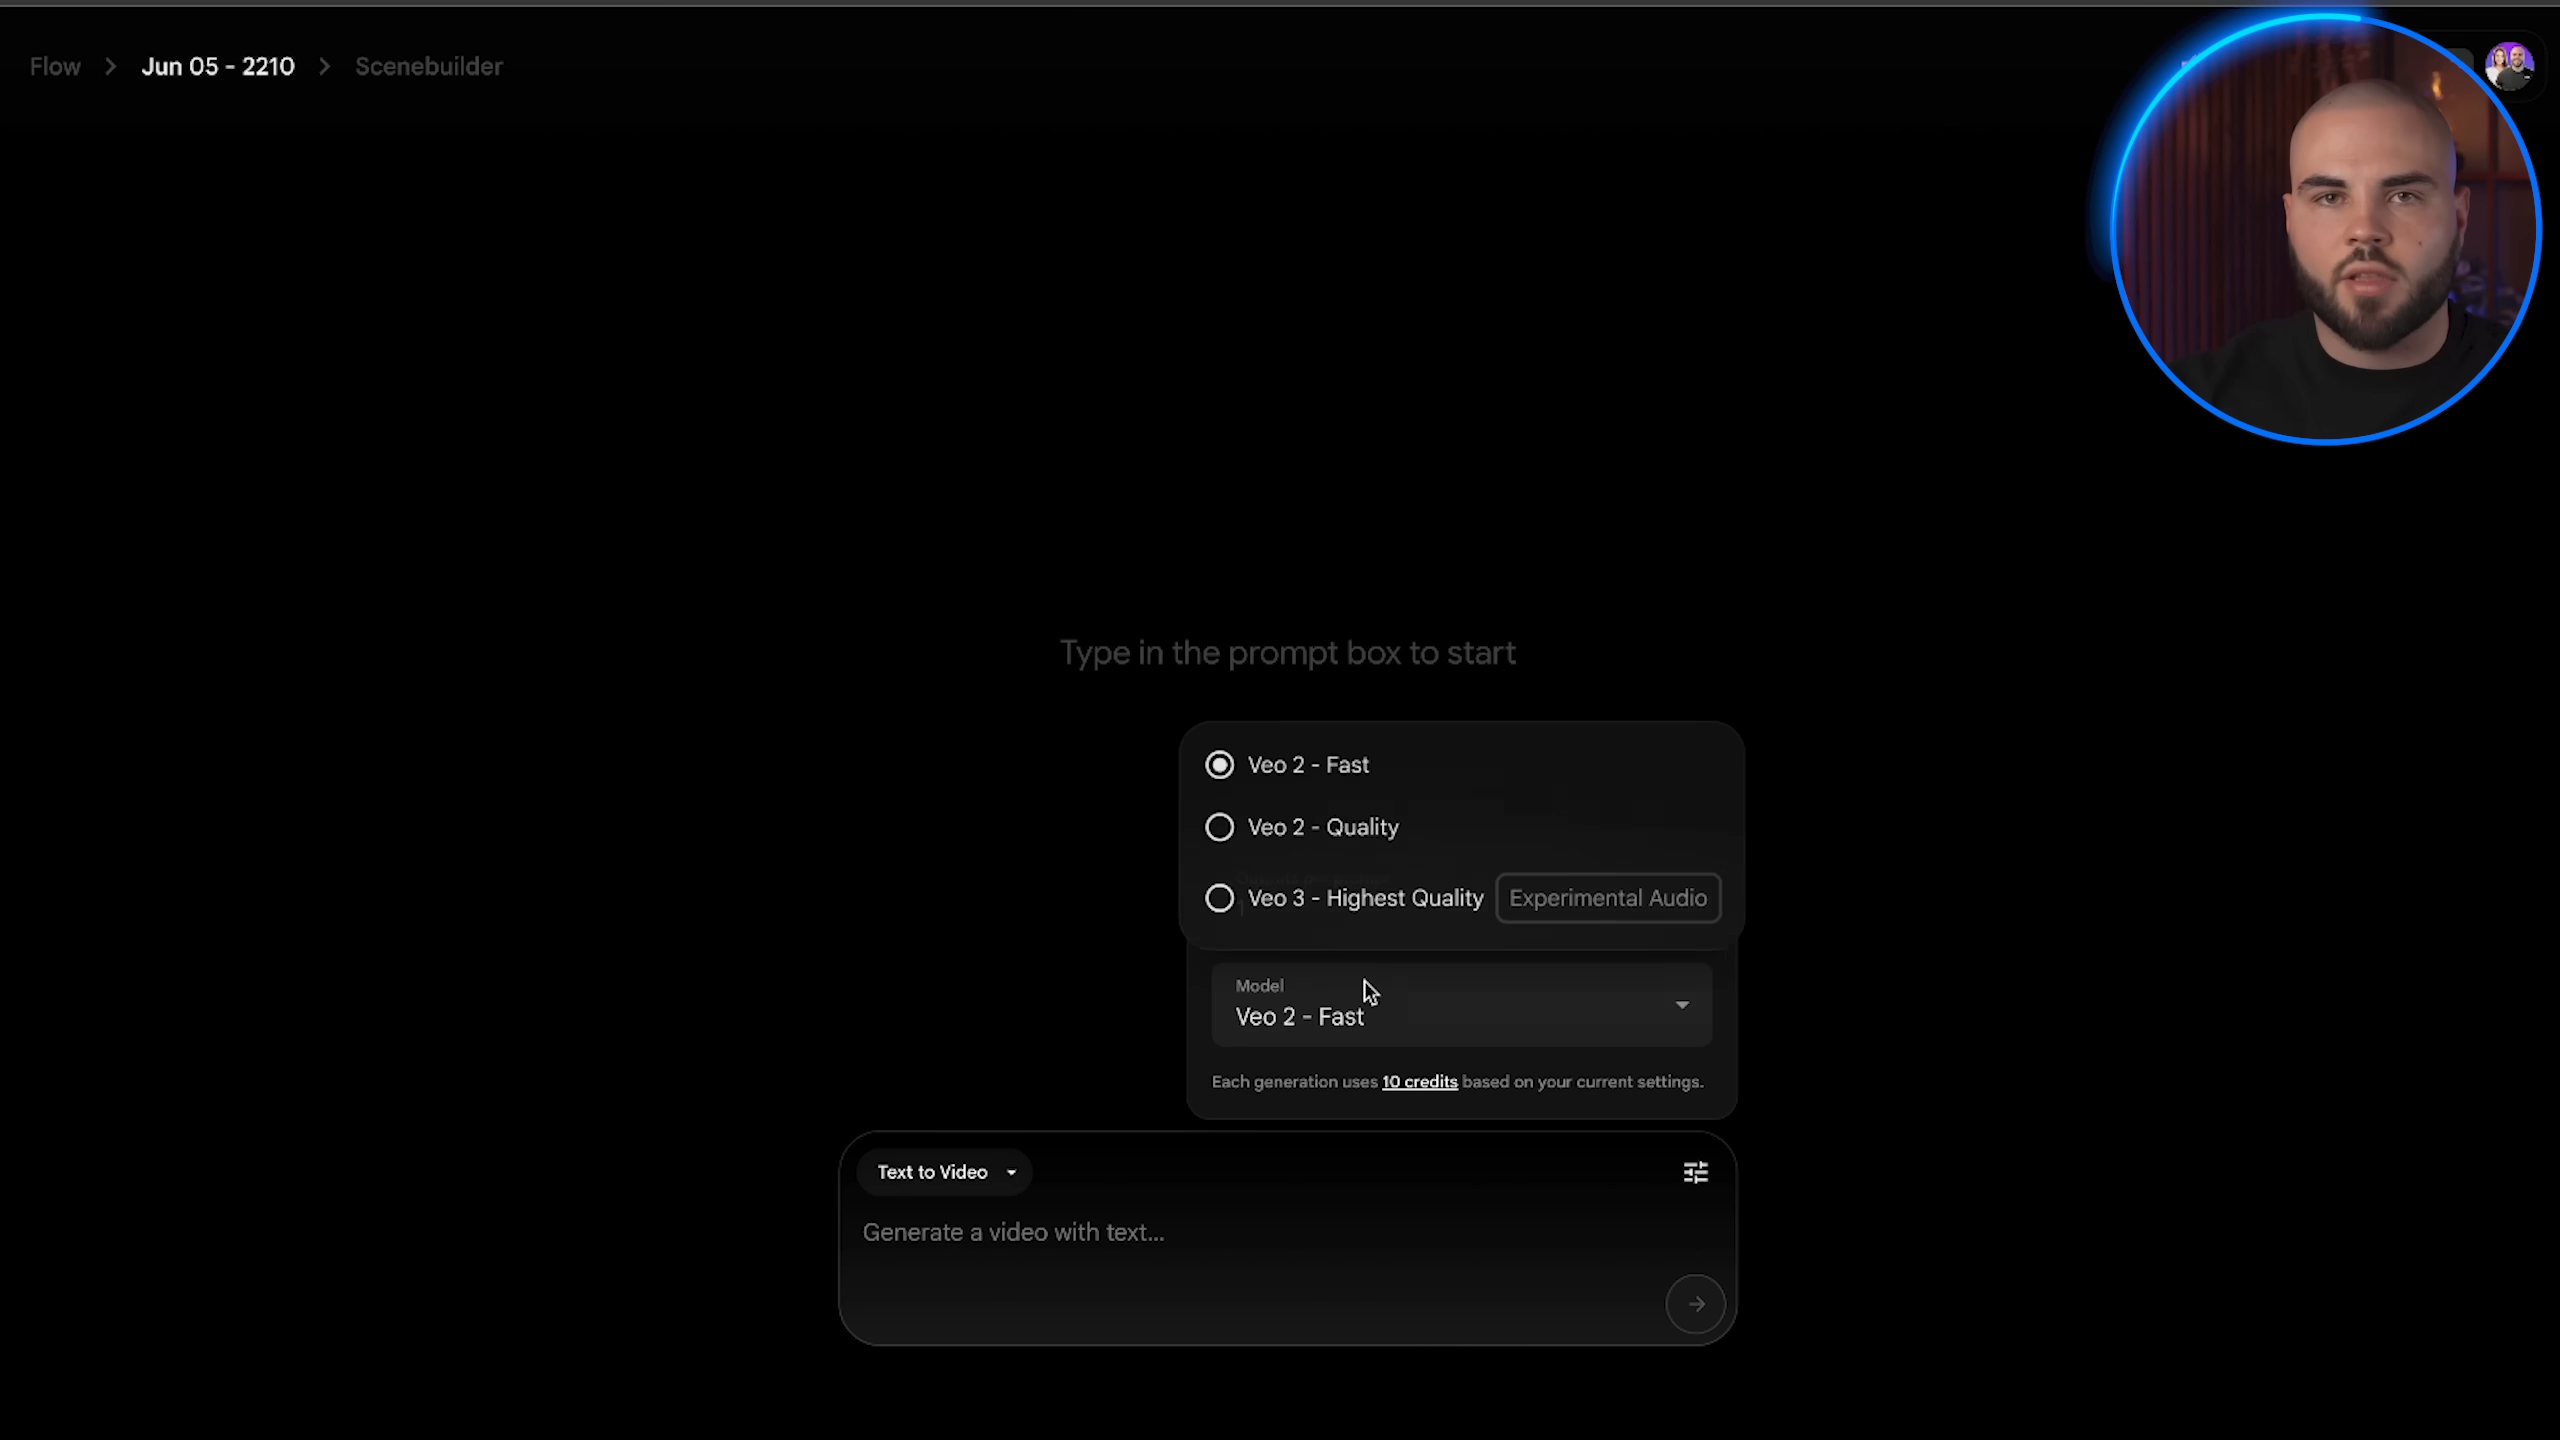 Flow > Jun 05 - 2210 > Scenebuilder
Type in the prompt box to start
Veo 2 - Fast
Veo 2 - Quality
Veo 3 - Highest Quality Experimental Audio
Model
Veo 2 - Fast
Each generation uses 10 credits based on your current settings.
Text to Video
Generate a video with text...